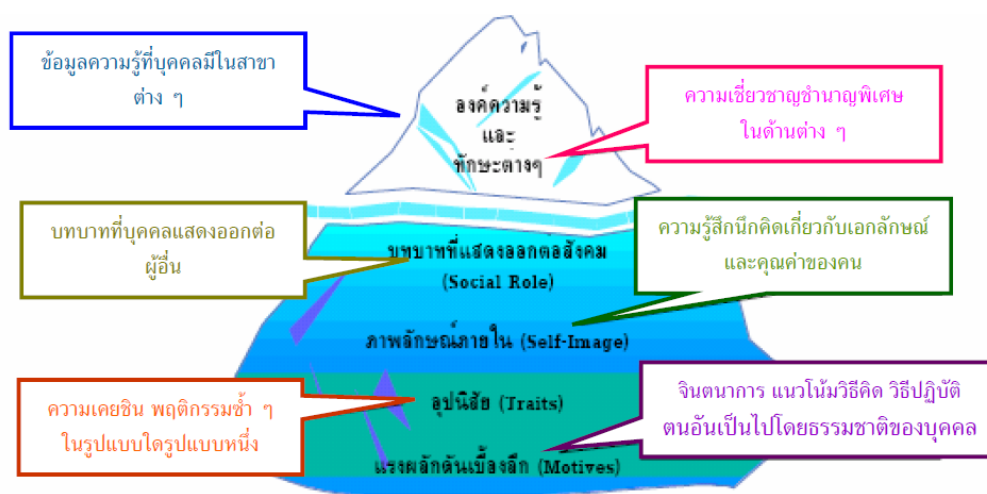 ข้อมูลความรู้ที่บุคคลมีในสาขา
ต่าง ๆ
องค์ความรู้
และ
ทักษะต่างๆ
ความเชี่ยวชาญชำนาญพิเศษ
ในด้านต่าง ๆ
บทบาทที่บุคคลแสดงออกต่อ
ผู้อื่น
บทบาทที่แสดงออกต่อสังคม
(Social Role)
ความรู้สึกนึกคิดเกี่ยวกับเอกลักษณ์
และคุณค่าของคน
ภาพลักษณ์ภายใน (Self-Image)
ความเคยชิน พฤติกรรมซ้ำ ๆ
ในรูปแบบใดรูปแบบหนึ่ง
อุปนิสัย (Traits)
จินตนาการ แนวโน้มวิธีคิด วิธีปฏิบัติ
ตนอันเป็นไปโดยธรรมชาติของบุคคล
แรงผลักดันเบื้องลึก (Motives)